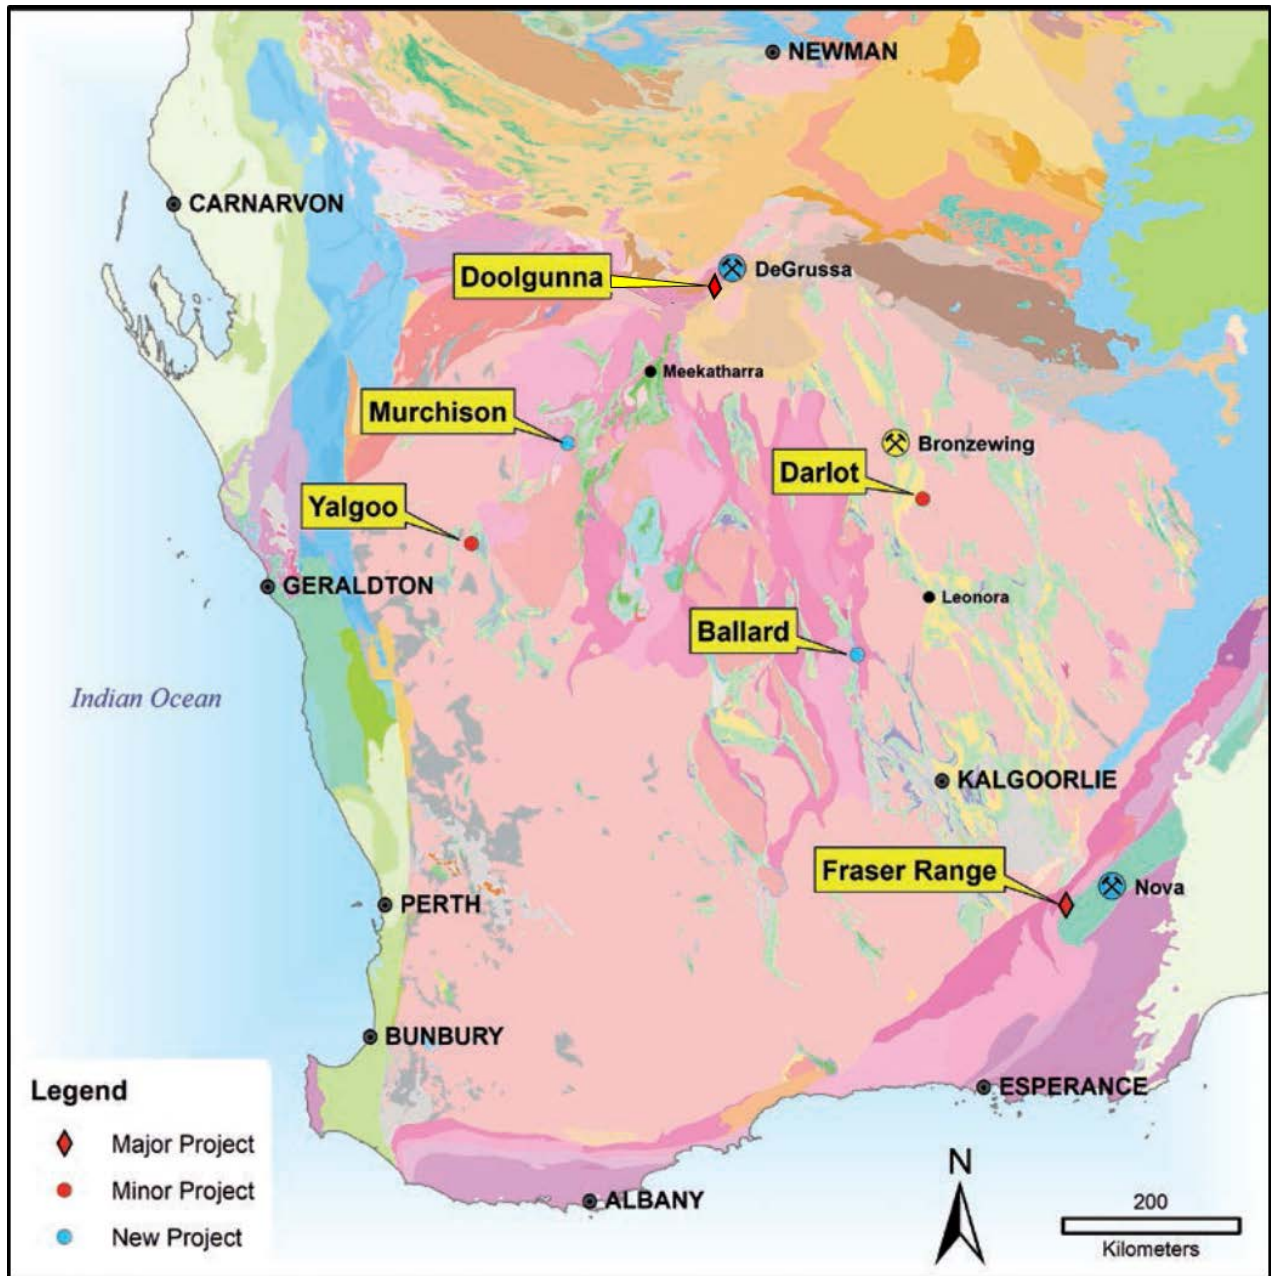 NEWMAN
CARNARVON
Doolgunna
DeGrussa
Meekatharra
Murchison
Bronzewing
Darlot
Yalgoo
GERALDTON
Leonora
Ballard
Indian Ocean
KALGOORLIE
Fraser Range
Nova
PERTH
BUNBURY
ESPERANCE
Legend
Major Project
Minor Project
New Project
ALBANY
N
200
Kilometers